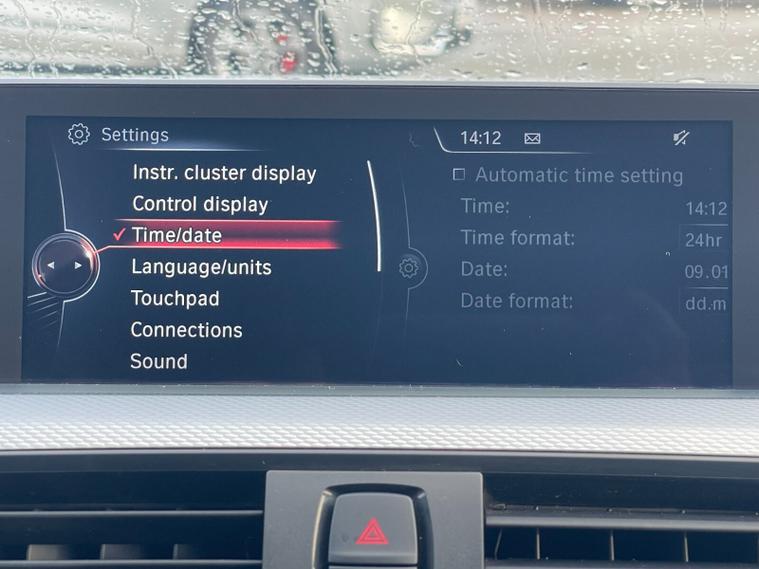 Settings
14:12
Instr. cluster display
Control display
Time/date
Language/units
Touchpad
Connections
Sound
Automatic time setting
Time: 14:12
Time format: 24hr
Date: 09.01
Date format: dd.m